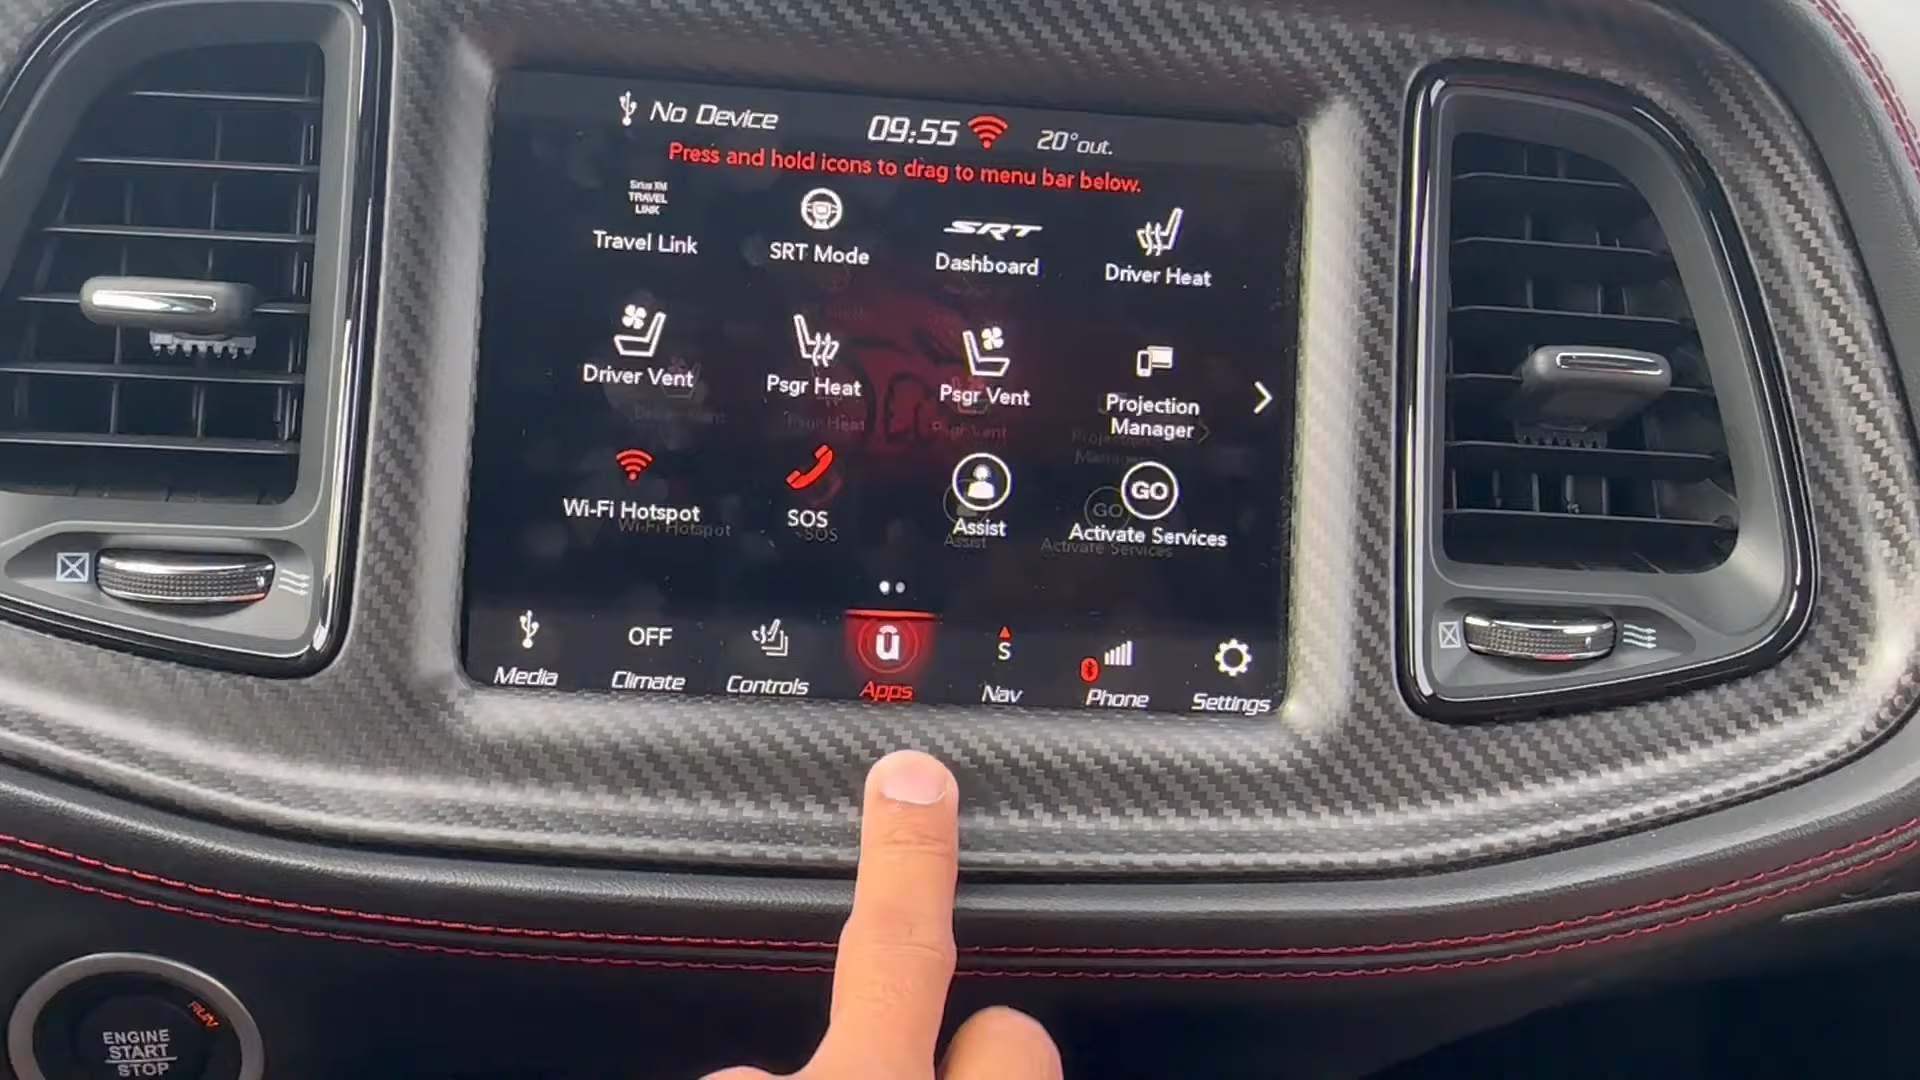 No Device
09:55
20°out.
Press and hold icons to drag to menu bar below.
Sirius XM
TRAVEL
LINK
Travel Link
SRT Mode
SRT
Dashboard
Driver Heat
Driver Vent
Psgr Heat
Psgr Vent
Projection
Manager
Wi-Fi Hotspot
SOS
Assist
GO
Activate Services
Media
OFF
Climate
Controls
ū
Apps
S
Nav
Phone
Settings
ENGINE
START
STOP
RUN